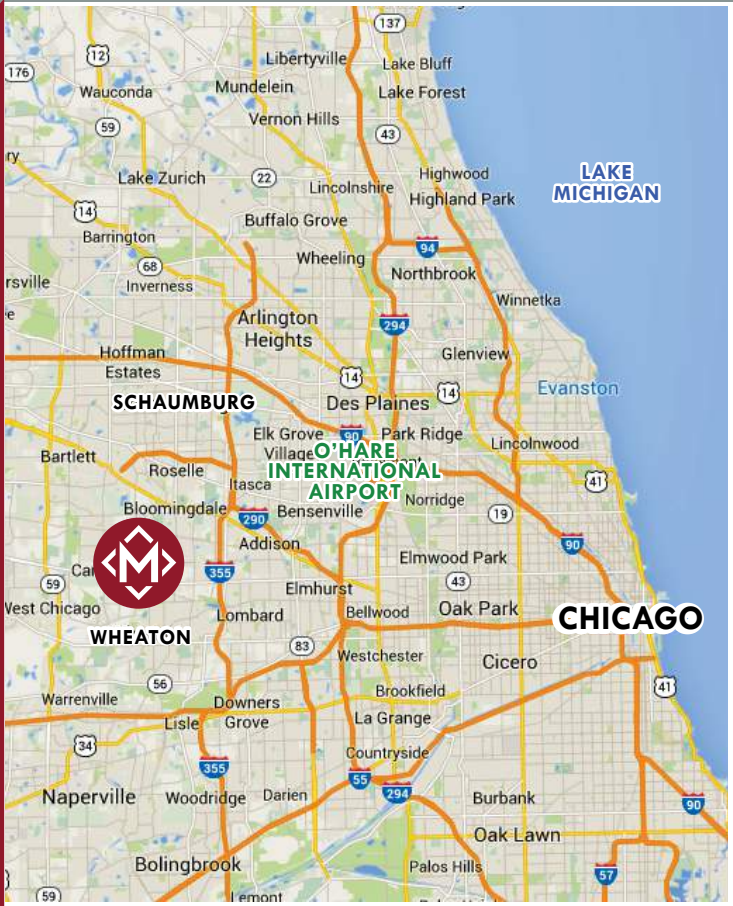 137
12
Libertyville
Lake Bluff
176
Wauconda
Mundelein
Lake Forest
Vernon Hills
59
43
Lake Zurich
22
Lincolnshire
Highwood
Highland Park
LAKE
MICHIGAN
14
Buffalo Grove
Barrington
94
68
Wheeling
Northbrook
rsville
Inverness
Winnetka
Arlington
Heights
294
Hoffman
Estates
Glenview
14
14
Evanston
SCHAUMBURG
Des Plaines
Elk Grove
Village
90
Park Ridge
Lincolnwood
Bartlett
Roselle
O'HARE
INTERNATIONAL
AIRPORT
Itasca
41
Norridge
Bloomingdale
290
Bensenville
19
Addison
90
M
355
Elmwood Park
59
Elmhurst
43
West Chicago
Lombard
Bellwood
Oak Park
CHICAGO
WHEATON
83
Westchester
Cicero
56
Brookfield
41
Warrenville
Downers
Grove
Lisle
La Grange
34
Countryside
355
55
294
Naperville
Woodridge
Darien
Burbank
90
Oak Lawn
Bolingbrook
Palos Hills
57
59
Lemont